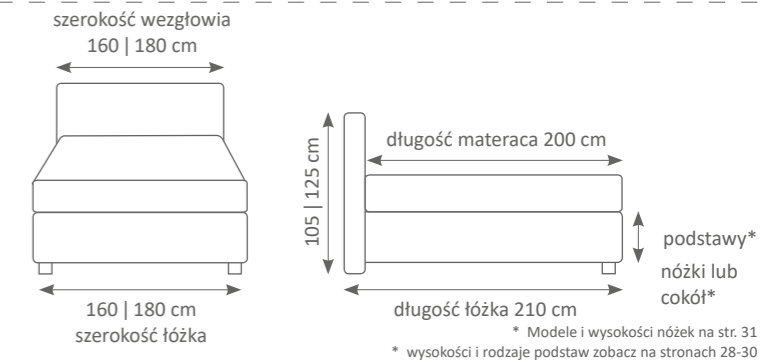 szerokość wezgłowia
160 | 180 cm
160 | 180 cm
szerokość łóżka
105 | 125 cm
długość materaca 200 cm
długość łóżka 210 cm
podstawy*
nóżki lub
cokół*
* Modele i wysokości nóżek na str. 31
* wysokości i rodzaje podstaw zobacz na stronach 28-30